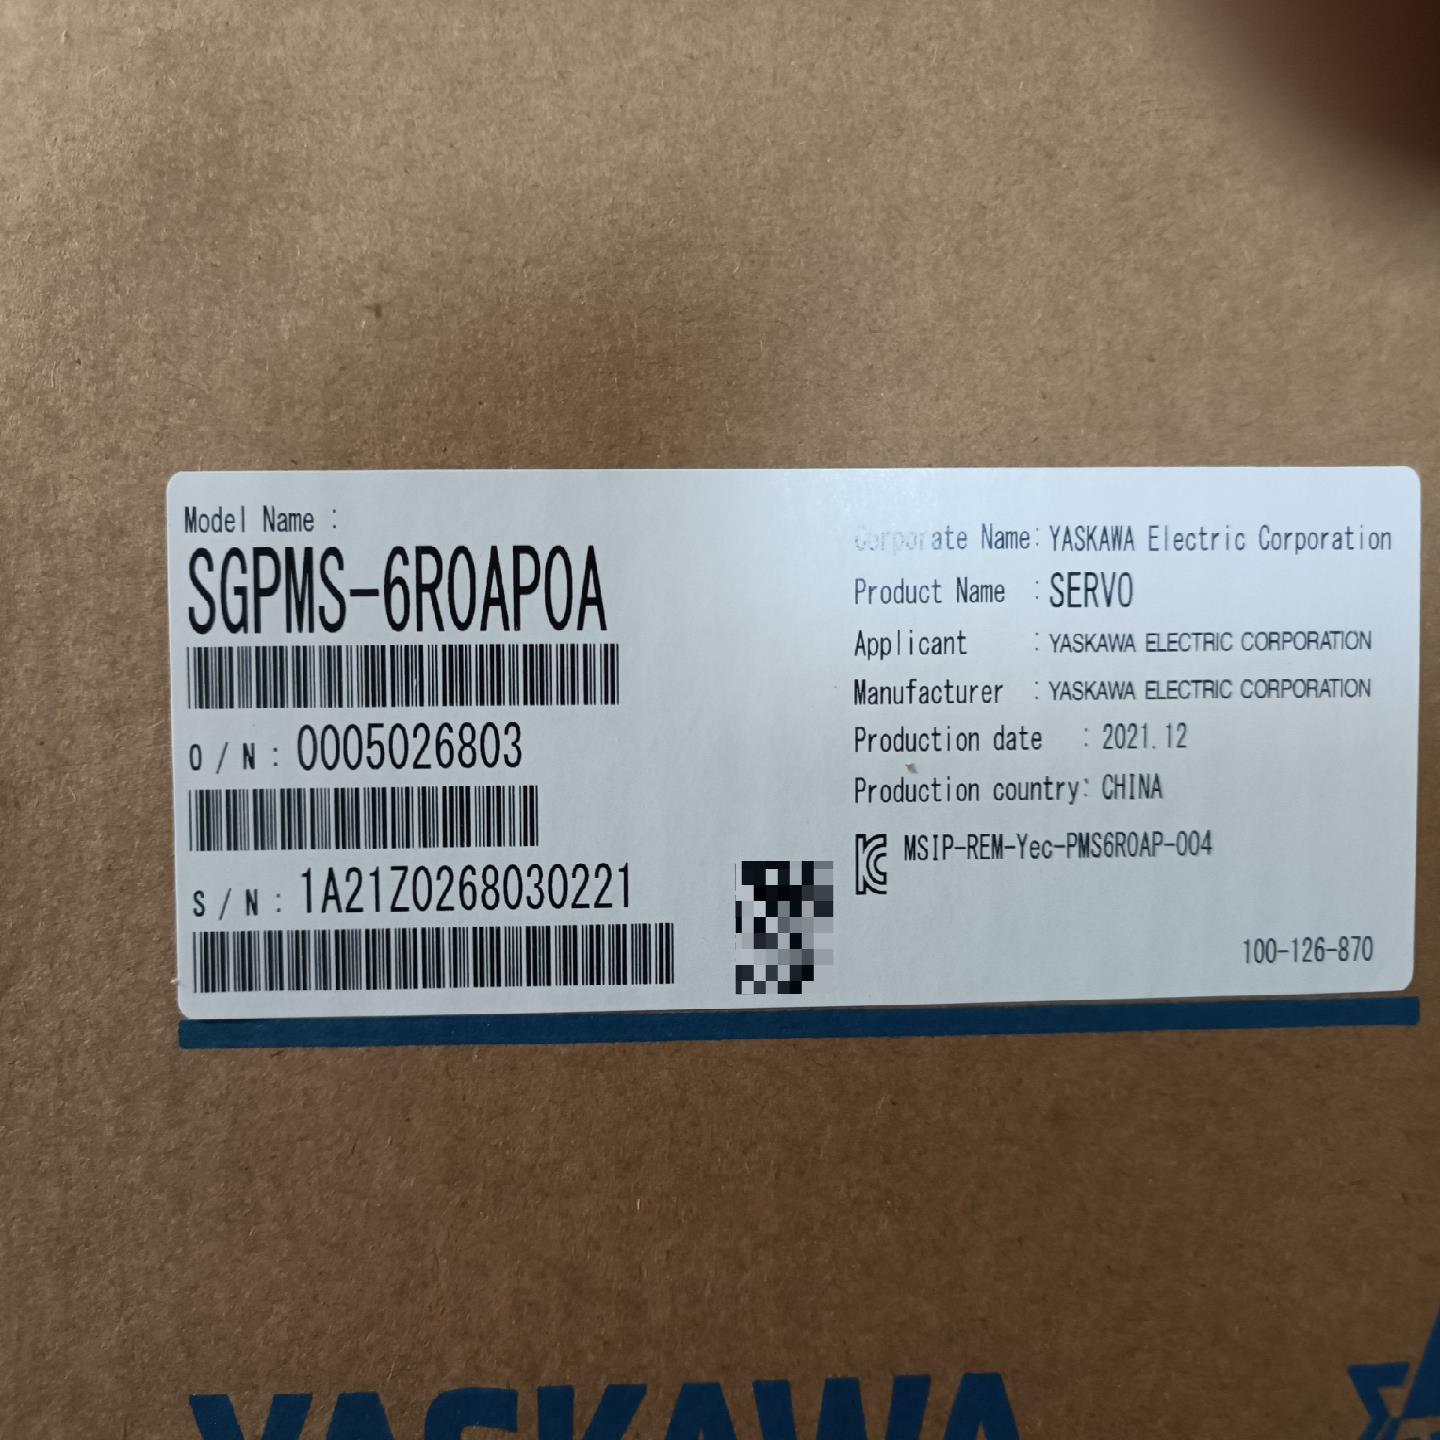 Model Name :
SGPMS-6R0AP0A
O / N : 0005026803
S / N : 1A21Z0268030221
Corporate Name: YASKAWA Electric Corporation
Product Name : SERVO
Applicant : YASKAWA ELECTRIC CORPORATION
Manufacturer : YASKAWA ELECTRIC CORPORATION
Production date : 2021.12
Production country: CHINA
MSIP-REM-Yec-PMS6R0AP-004
100-126-870
YASKAWA